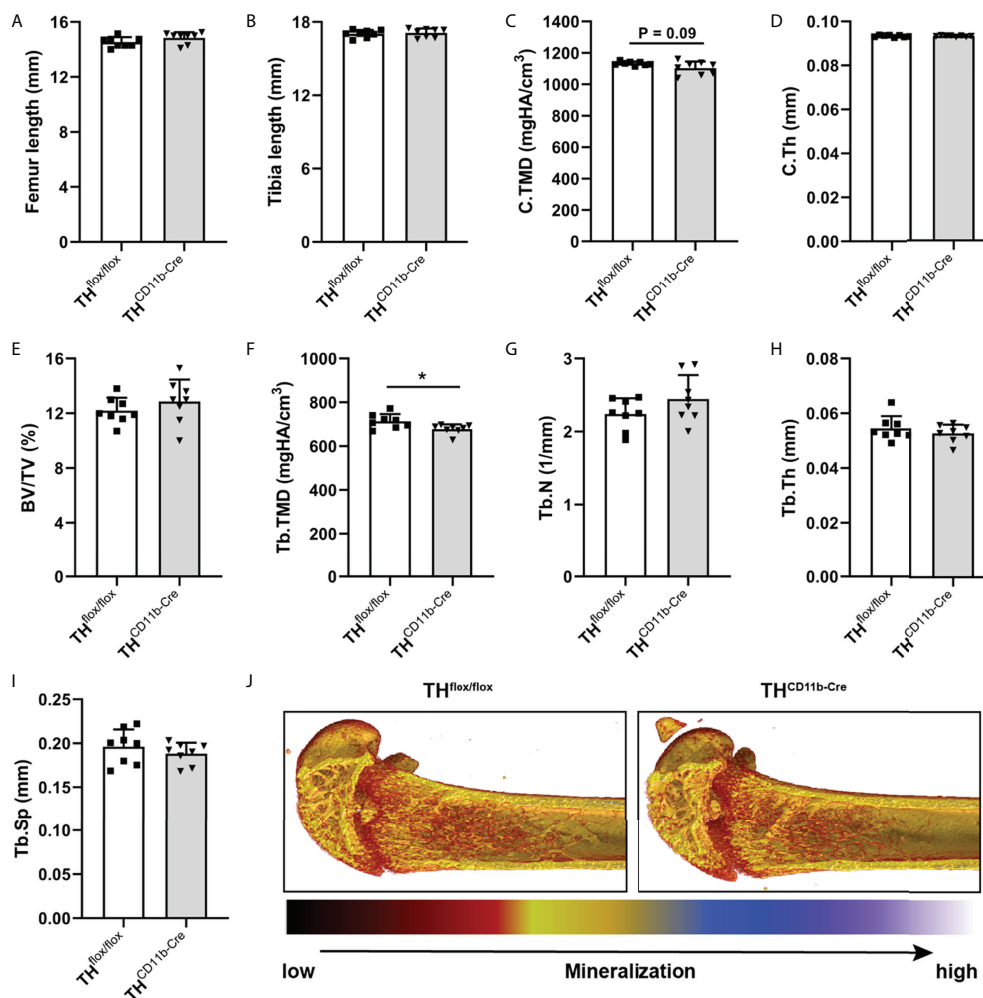 A
Femur length (mm)
16
12
8
4
0
TH^flox/flox
TH^CD11b-Cre
B
Tibia length (mm)
18
12
6
0
TH^flox/flox
TH^CD11b-Cre
C
C.TMD (mgHA/cm³)
1400
1200
1000
800
600
400
200
0
P = 0.09
TH^flox/flox
TH^CD11b-Cre
D
C.Th (mm)
0.10
0.08
0.06
0.04
0.02
0.00
TH^flox/flox
TH^CD11b-Cre
E
BV/TV (%)
16
12
8
4
0
TH^flox/flox
TH^CD11b-Cre
F
Tb.TMD (mgHA/cm³)
1000
800
600
400
200
0
*
TH^flox/flox
TH^CD11b-Cre
G
Tb.N (1/mm)
3
2
1
0
TH^flox/flox
TH^CD11b-Cre
H
Tb.Th (mm)
0.08
0.06
0.04
0.02
0.00
TH^flox/flox
TH^CD11b-Cre
I
Tb.Sp (mm)
0.25
0.20
0.15
0.10
0.05
0.00
TH^flox/flox
TH^CD11b-Cre
J
TH^flox/flox
TH^CD11b-Cre
low
Mineralization
high